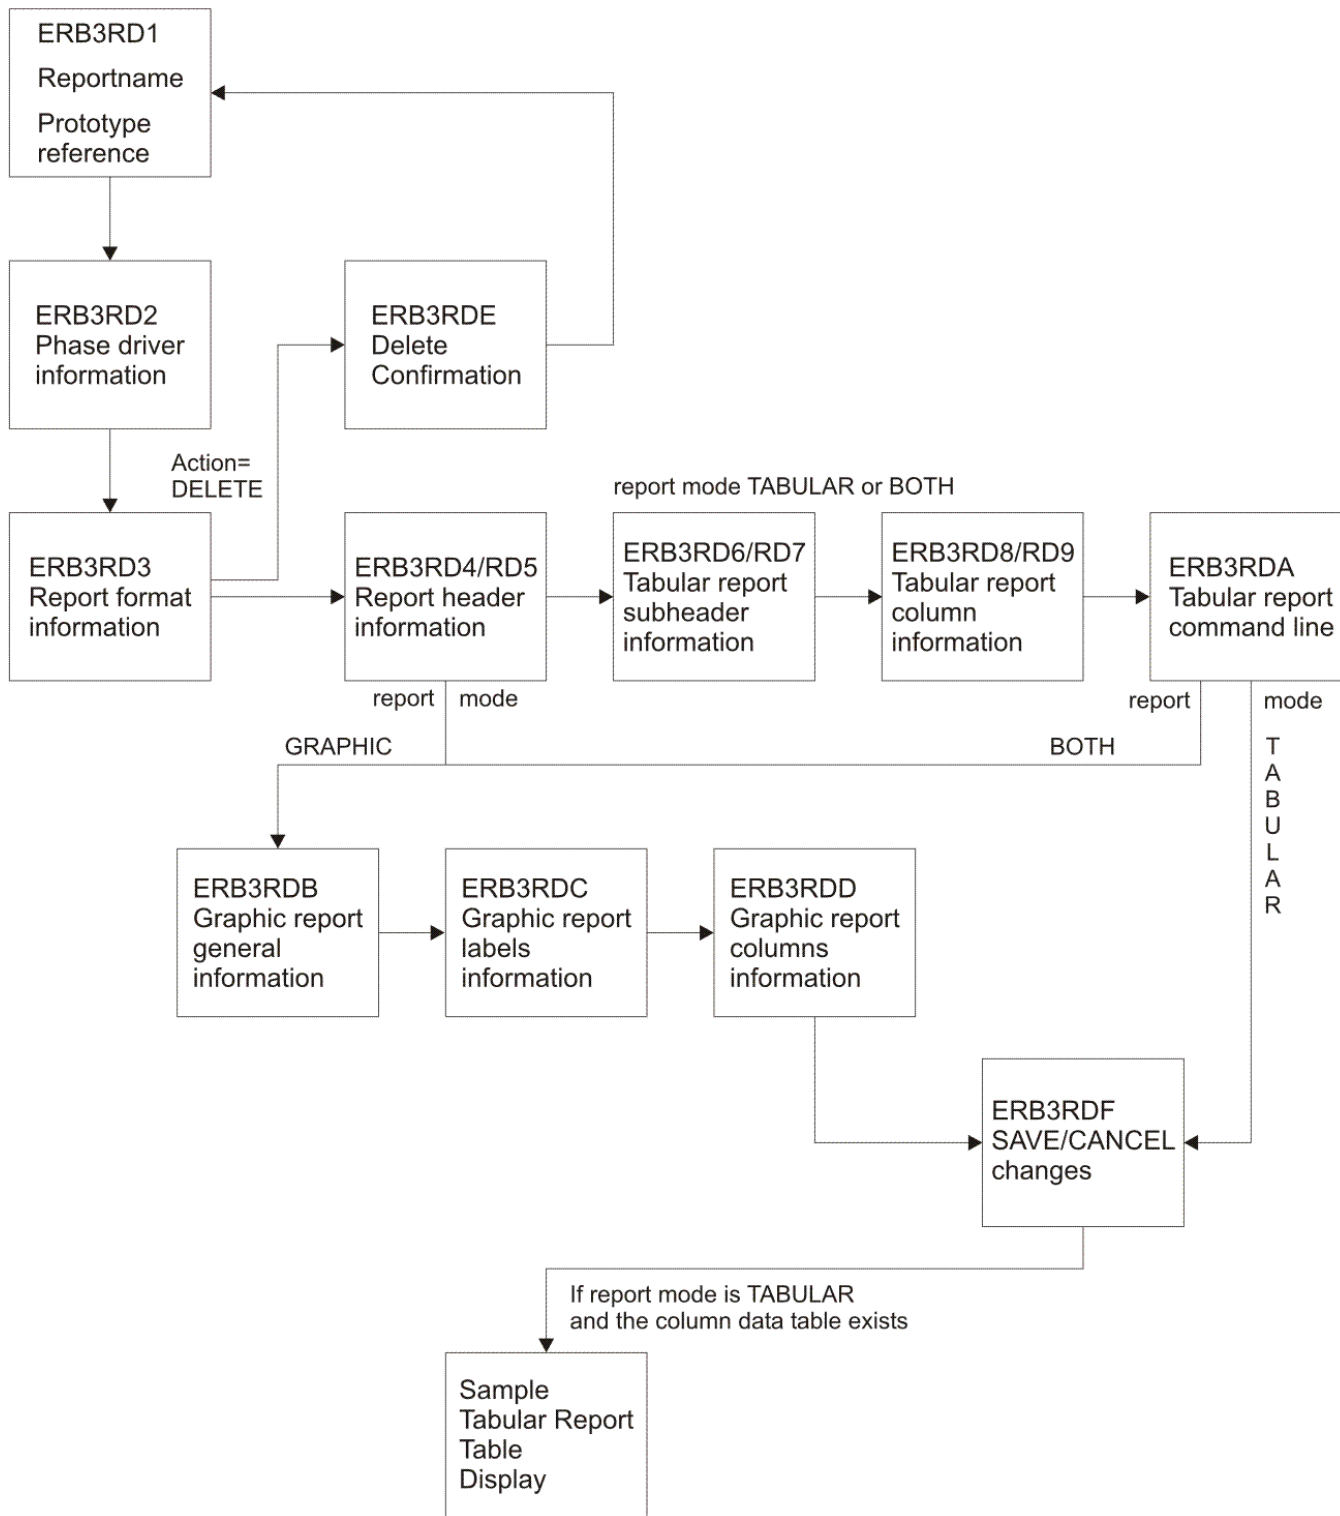 ERB3RD1
Reportname
Prototype
reference
ERB3RD2
Phase driver
information
ERB3RDE
Delete
Confirmation
Action=
DELETE
report mode TABULAR or BOTH
ERB3RD3
Report format
information
ERB3RD4/RD5
Report header
information
ERB3RD6/RD7
Tabular report
subheader
information
ERB3RD8/RD9
Tabular report
column
information
ERB3RDA
Tabular report
command line
report mode
report mode
GRAPHIC
BOTH
T
A
B
U
L
A
R
ERB3RDB
Graphic report
general
information
ERB3RDC
Graphic report
labels
information
ERB3RDD
Graphic report
columns
information
ERB3RDF
SAVE/CANCEL
changes
If report mode is TABULAR
and the column data table exists
Sample
Tabular Report
Table
Display